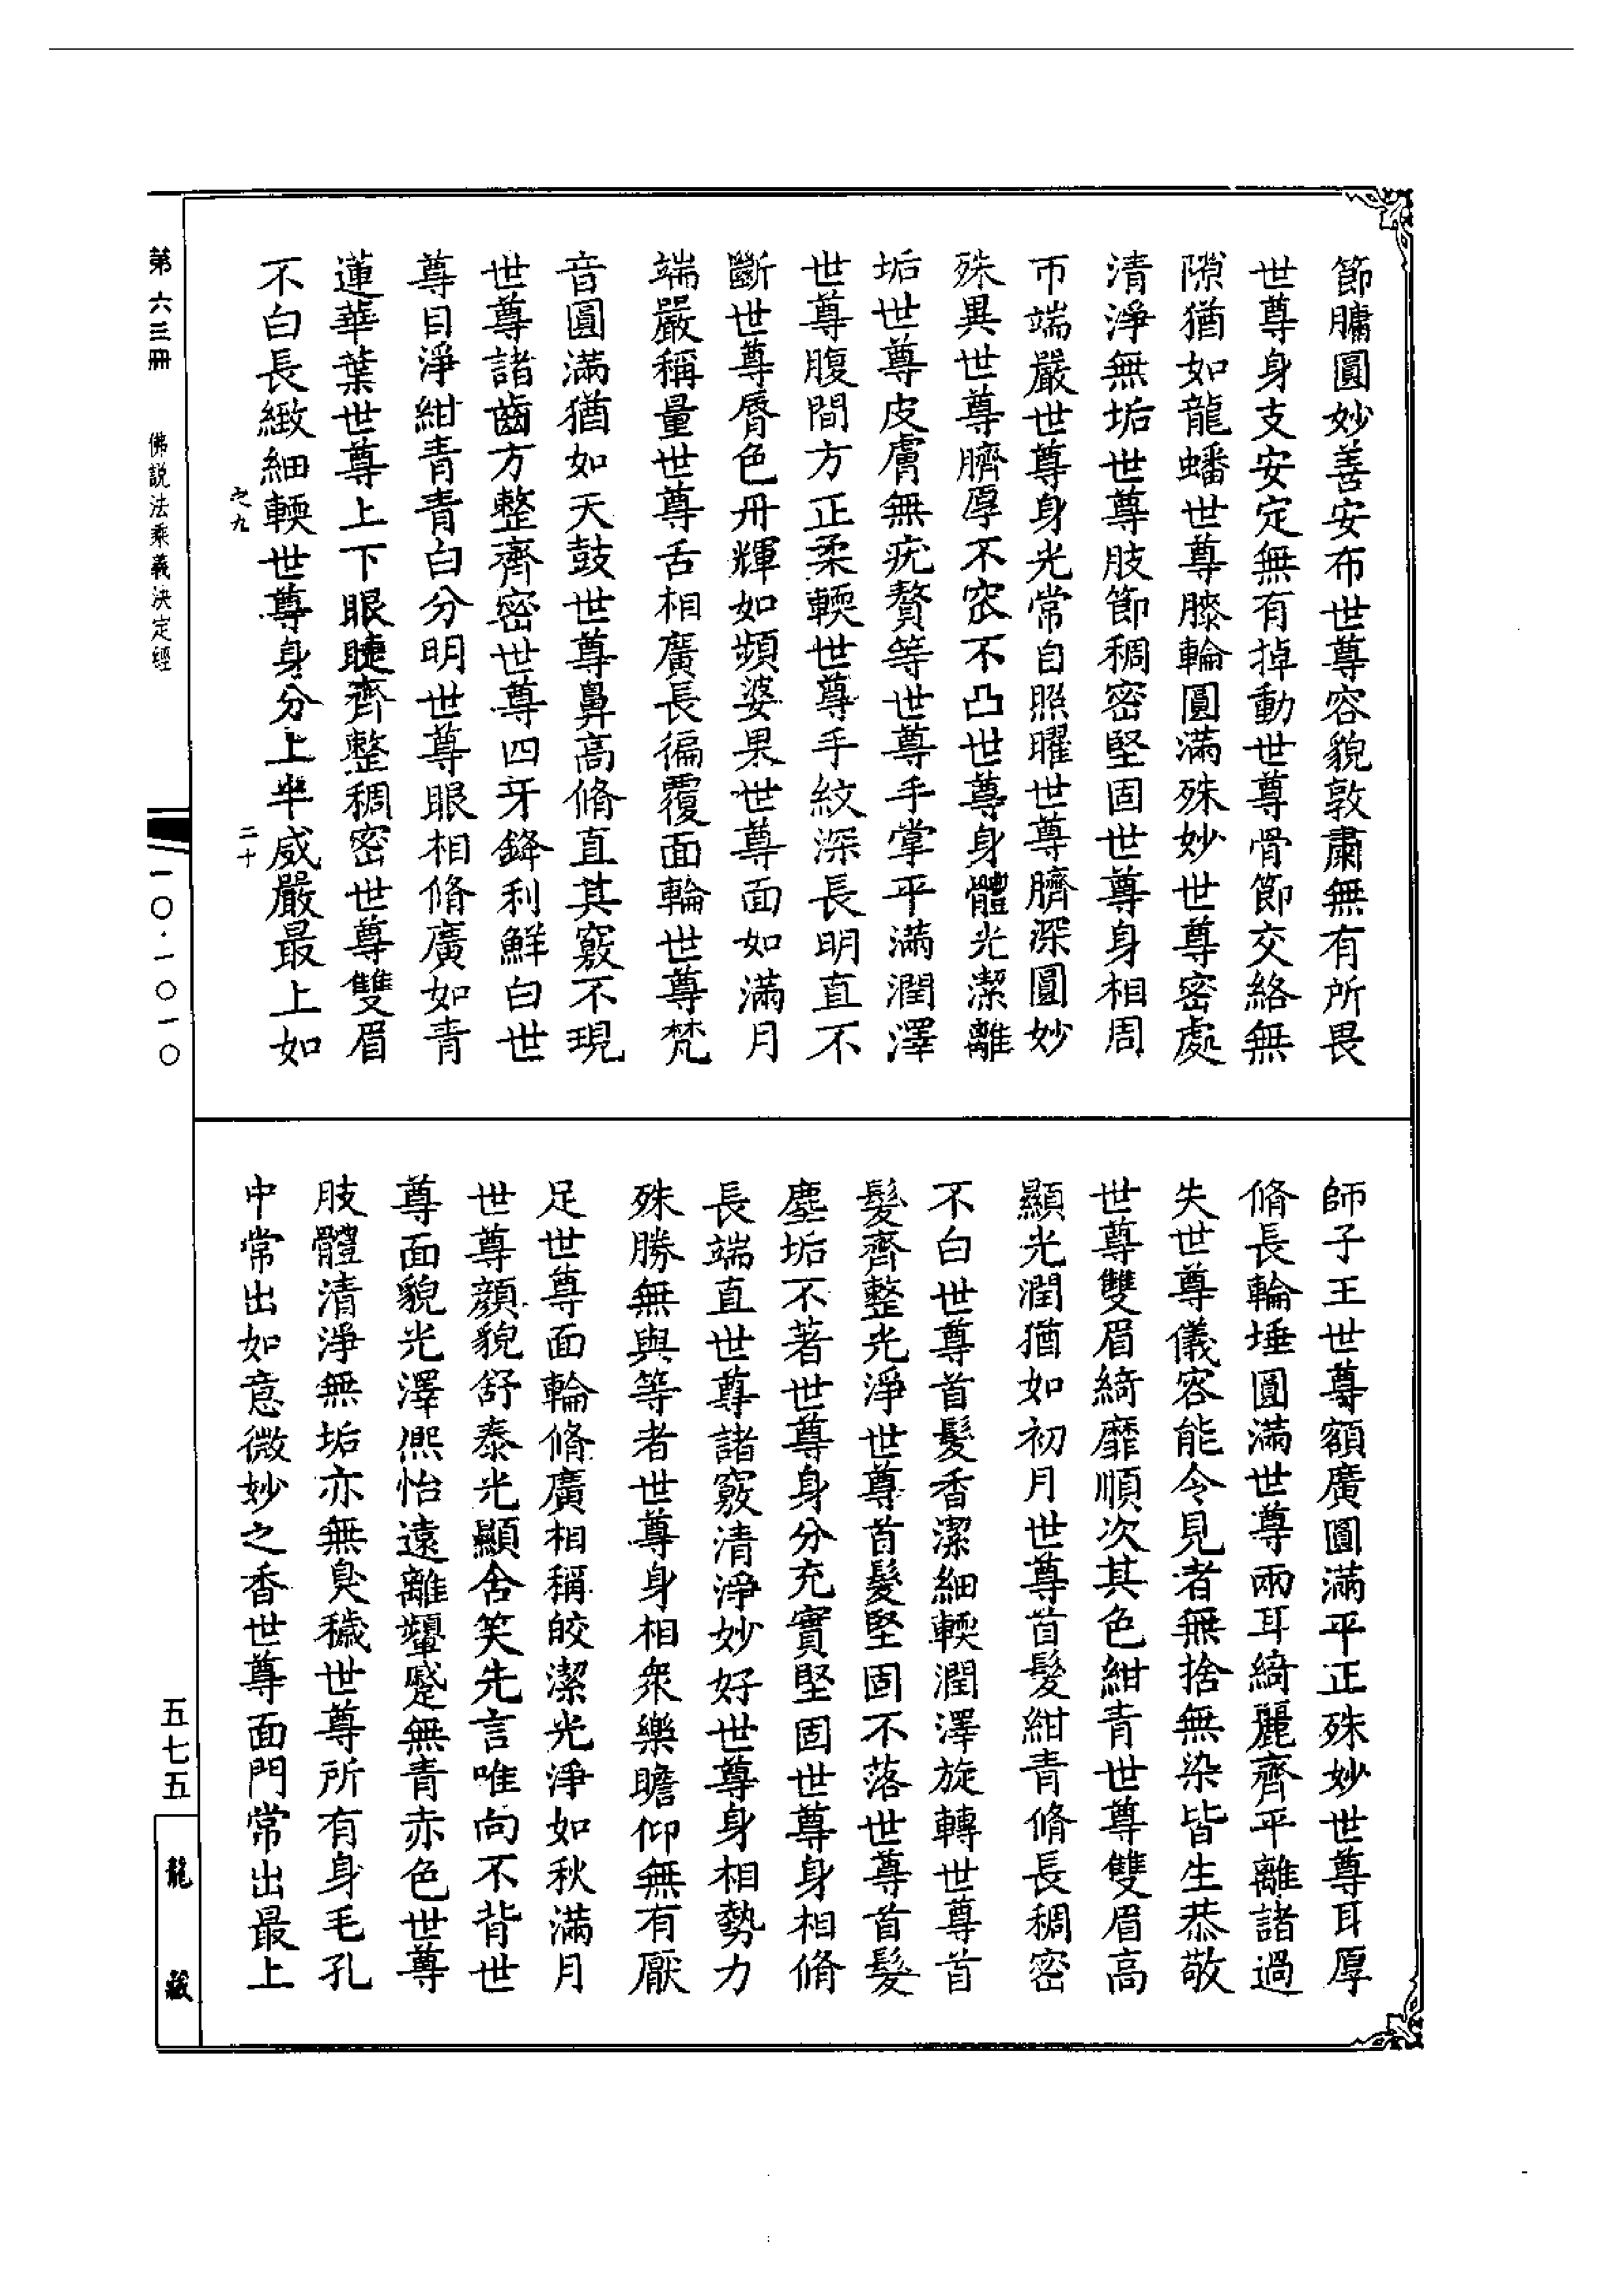 節牗圓妙善安布世尊容貌敦肅無有所畏
世尊身支安定無有掉動世尊骨節交絡無
隙猶如龍蟠世尊膝輪圓滿殊妙世尊密處
清淨無垢世尊肢節稠密堅固世尊身相周
帀端嚴世尊身光常自照曜世尊臍深圓妙
殊異世尊臍厚不窊不凸世尊身體光潔離
垢世尊皮膚無疣贅等世尊手掌平滿潤澤
世尊腹間方正柔輭世尊手紋深長明直不
斷世尊脣色丹輝如頻婆果世尊面如滿月
端嚴稱量世尊舌相廣長徧覆面輪世尊梵
音圓滿猶如天鼓世尊鼻高脩直其竅不現
世尊諸齒方整齊密世尊四牙鋒利鮮白世
尊目淨紺青青白分明世尊眼相脩廣如青
蓮華葉世尊上下眼睫齊整稠密世尊雙眉
不白長緻細輭世尊身分上半威嚴最上如
之九
二十
師子王世尊額廣圓滿平正殊妙世尊耳厚
脩長輪埵圓滿世尊兩耳綺麗齊平離諸過
失世尊儀容能令見者無捨無染皆生恭敬
世尊雙眉綺靡順次其色紺青世尊雙眉高
顯光潤猶如初月世尊首髮紺青脩長稠密
不白世尊首髮香潔細輭潤澤旋轉世尊首
髮齊整光淨世尊首髮堅固不落世尊首髮
塵垢不著世尊身分充實堅固世尊身相脩
長端直世尊諸竅清淨妙好世尊身相勢力
殊勝無與等者世尊身相衆樂瞻仰無有厭
足世尊面輪脩廣相稱皎潔光淨如秋滿月
世尊顏貌舒泰光顯含笑先言唯向不背世
尊面貌光澤熈怡遠離顰蹙無青赤色世尊
肢體清淨無垢亦無臭穢世尊所有身毛孔
中常出如意微妙之香世尊面門常出最上
第六三冊 佛說法乘義決定經
一〇·一〇一〇
五七五
龍藏